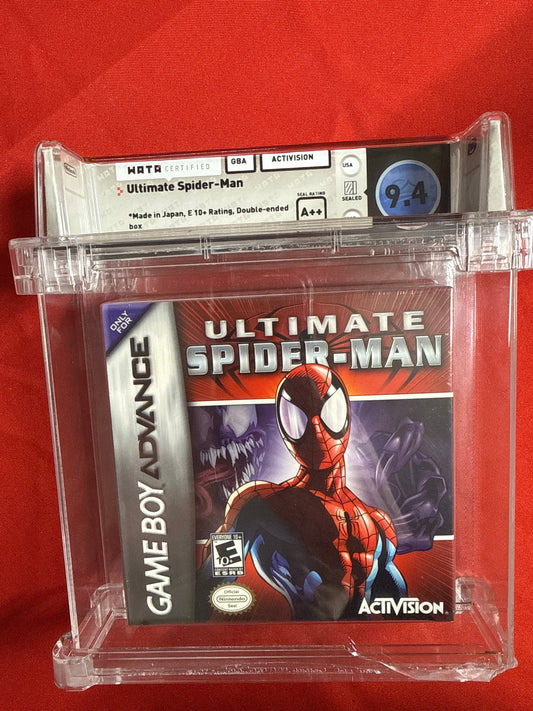 WATA CERTIFIED
GBA
ACTIVISION
USA
Ultimate Spider-Man
SEALED
9.4
SEAL RATING
A++
*Made in Japan, E 10+ Rating, Double-ended
box
ONLY
FOR
GAME BOY ADVANCE
ULTIMATE
SPIDER-MAN
EVERYONE 10+
E
10+
ESRB
Official
Nintendo
Seal
ACTIVISION